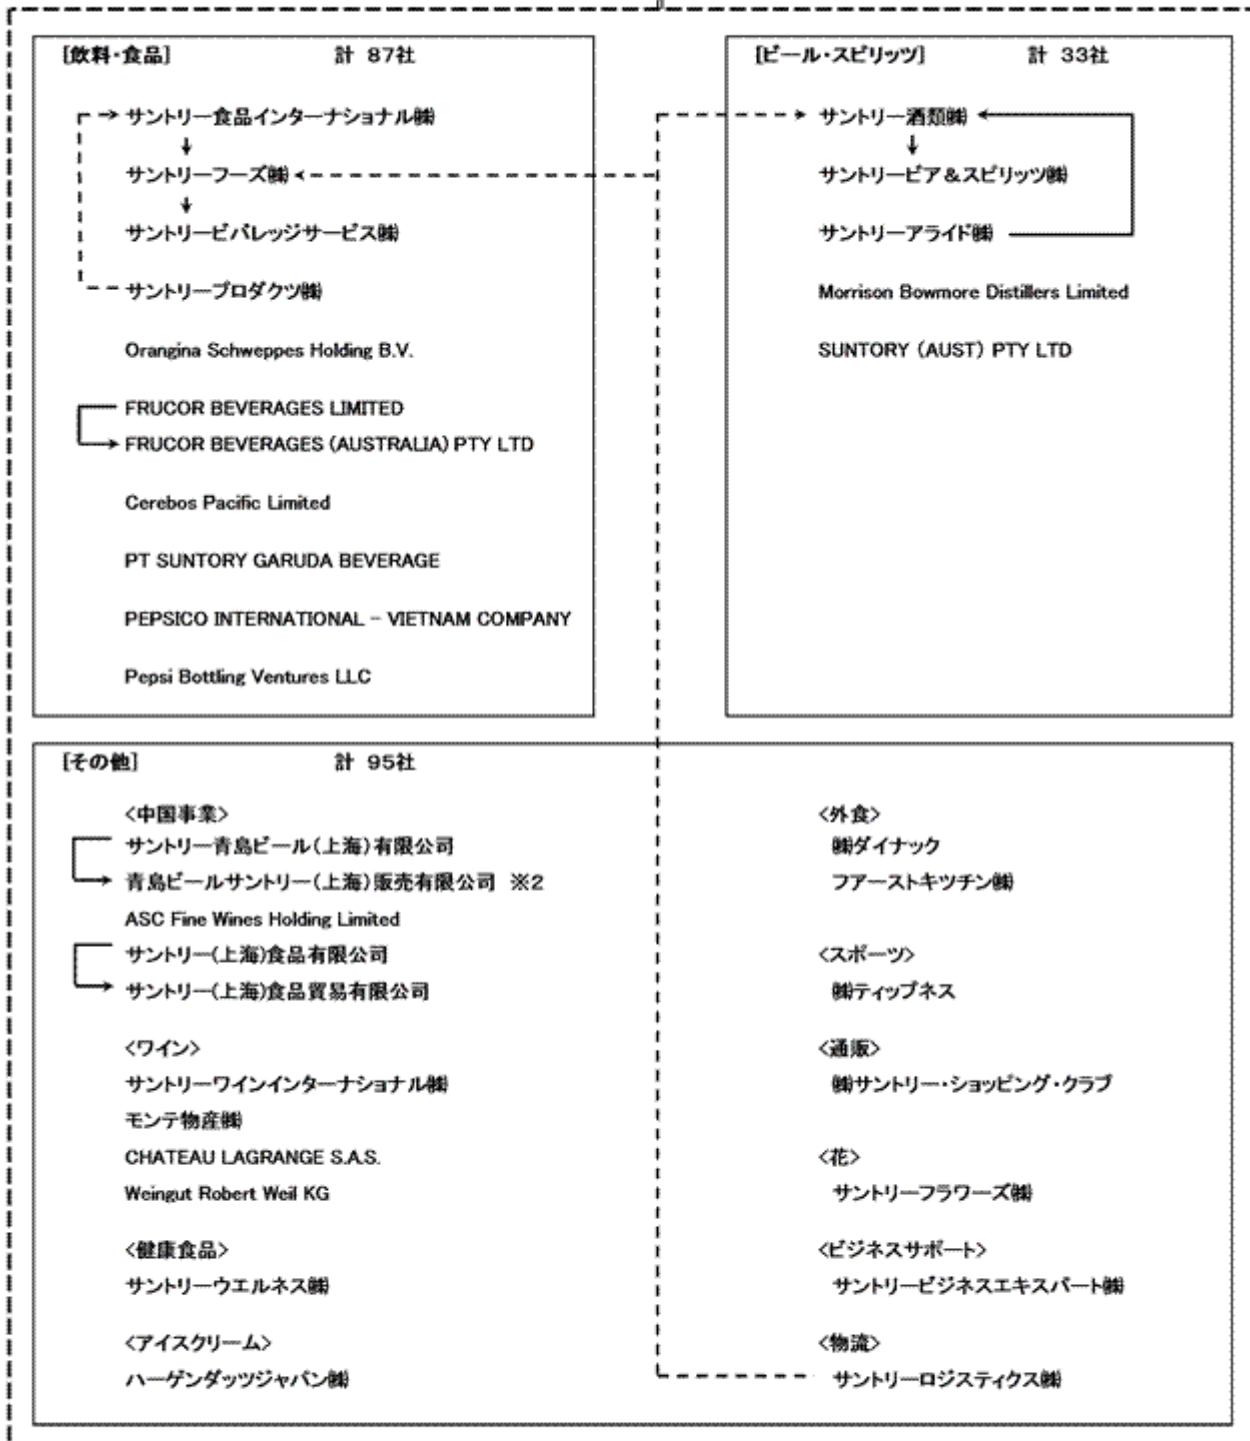 [飲料・食品] 計 87社
サントリー食品インターナショナル㈱
サントリーフーズ㈱
サントリービバレッジサービス㈱
サントリープロダクツ㈱
Orangina Schweppes Holding B.V.
FRUCOR BEVERAGES LIMITED
FRUCOR BEVERAGES (AUSTRALIA) PTY LTD
Cerebos Pacific Limited
PT SUNTORY GARUDA BEVERAGE
PEPSICO INTERNATIONAL - VIETNAM COMPANY
Pepsi Bottling Ventures LLC
[ビール・スピリッツ] 計 33社
サントリー酒類㈱
サントリービア&スピリッツ㈱
サントリーアライド㈱
Morrison Bowmore Distillers Limited
SUNTORY (AUST) PTY LTD
[その他] 計 95社
<中国事業>
サントリー青島ビール(上海)有限公司
青島ビールサントリー(上海)販売有限公司 ※2
ASC Fine Wines Holding Limited
サントリー(上海)食品有限公司
サントリー(上海)食品貿易有限公司
<ワイン>
サントリーワインインターナショナル㈱
モンテ物産㈱
CHATEAU LAGRANGE S.A.S.
Weingut Robert Weil KG
<健康食品>
サントリーウエルネス㈱
<アイスクリーム>
ハーゲンダッツジャパン㈱
<外食>
㈱ダイナック
フアーストキツチン㈱
<スポーツ>
㈱ティップネス
<通販>
㈱サントリー・ショッピング・クラブ
<花>
サントリーフラワーズ㈱
<ビジネスサポート>
サントリービジネスエキスパート㈱
<物流>
サントリーロジスティクス㈱